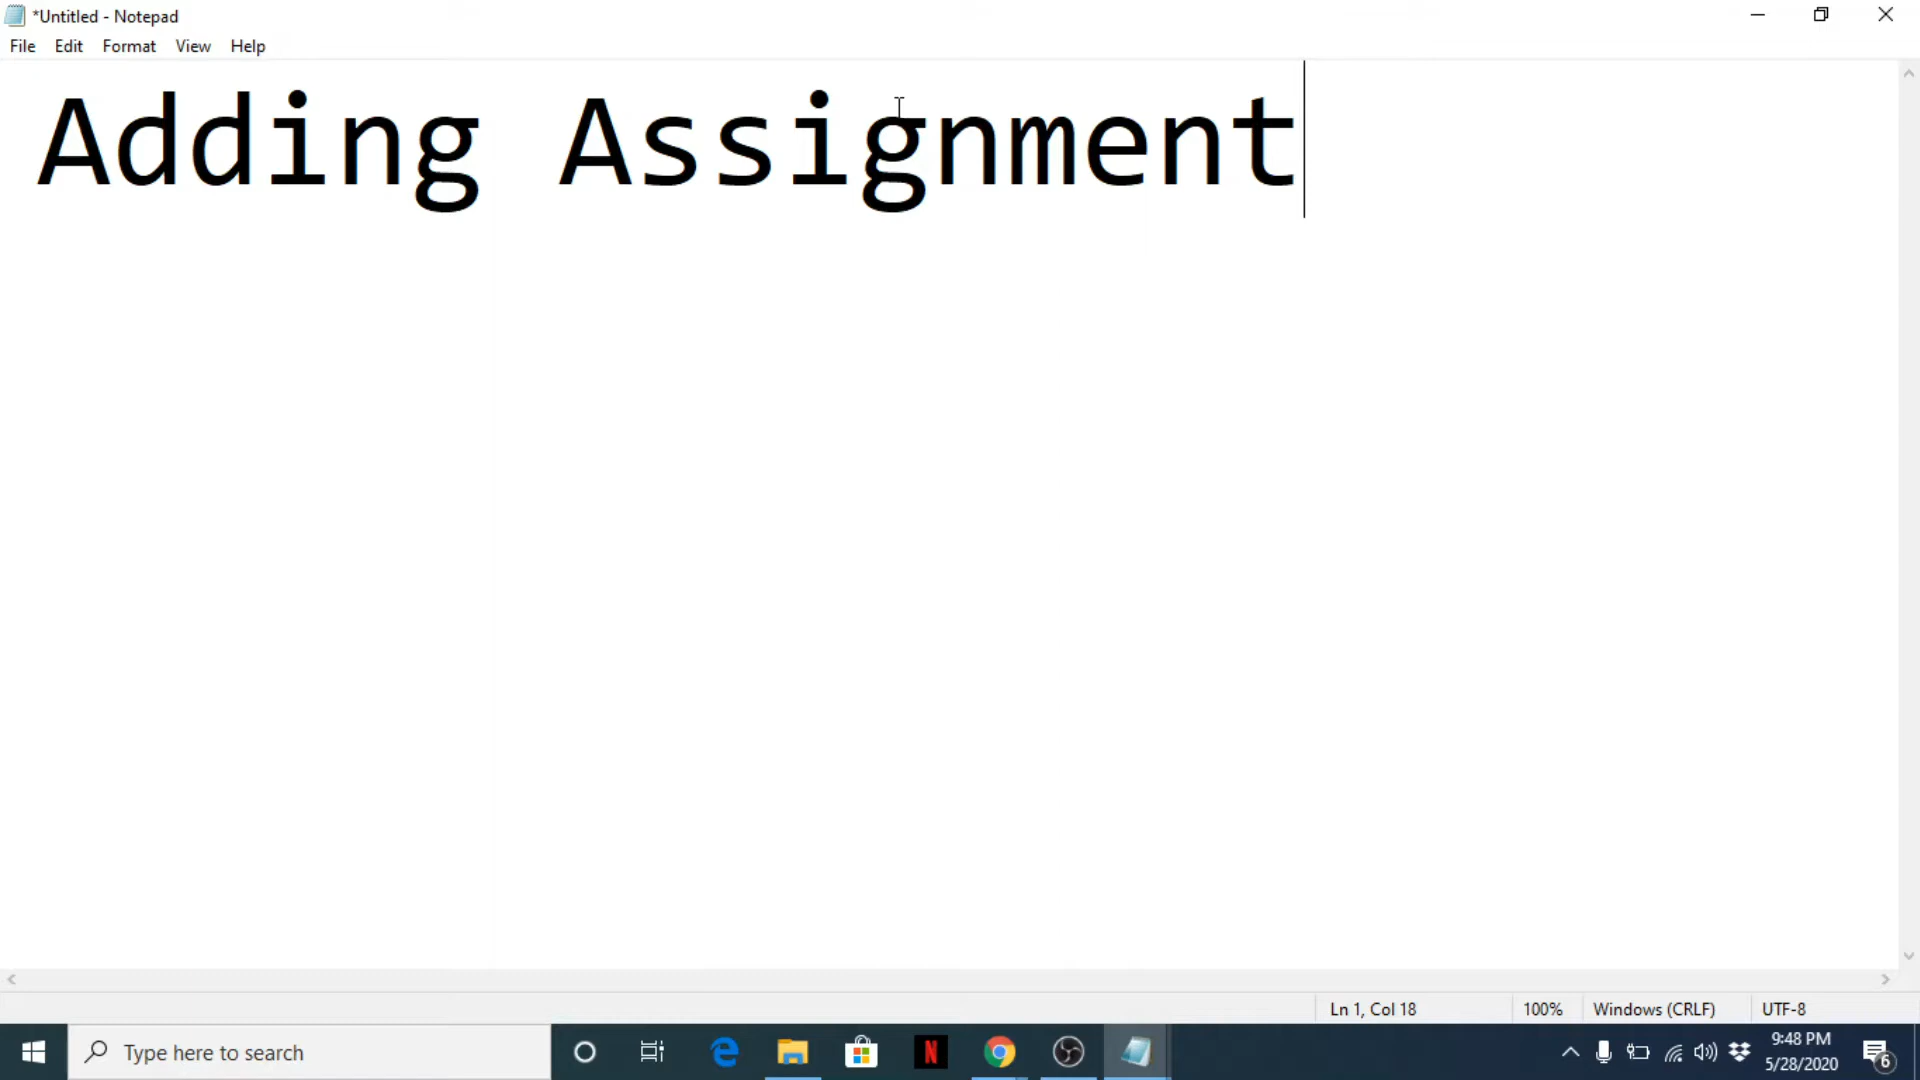 *Untitled - Notepad
File Edit Format View Help
Adding Assignment
Ln 1, Col 18 100% Windows (CRLF) UTF-8
Type here to search
9:48 PM
5/28/2020
6